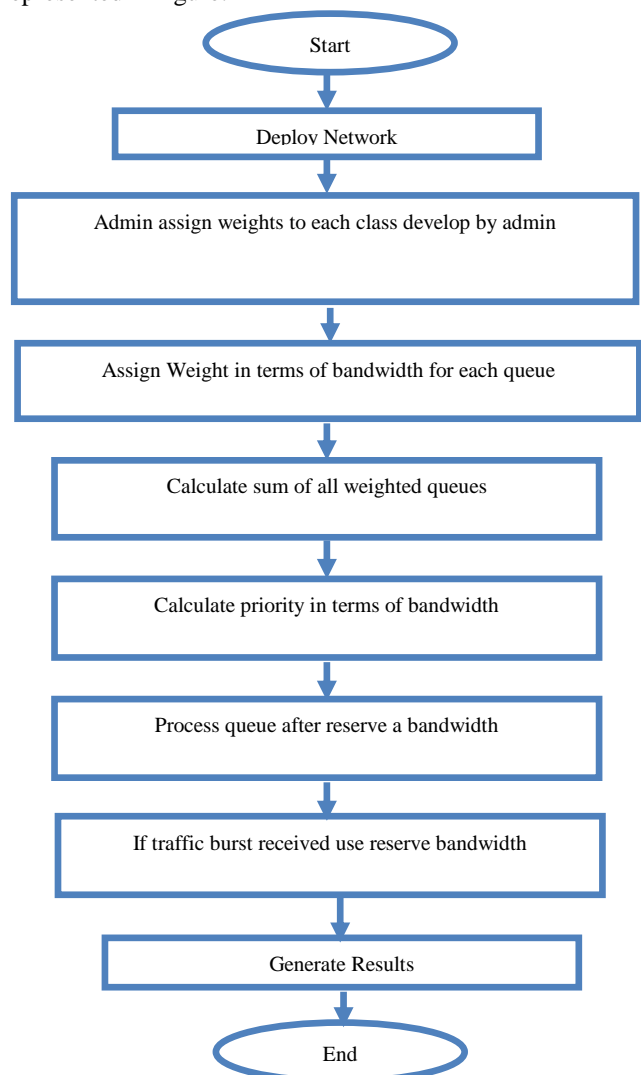 Start
Deploy Network
Admin assign weights to each class develop by admin
Assign Weight in terms of bandwidth for each queue
Calculate sum of all weighted queues
Calculate priority in terms of bandwidth
Process queue after reserve a bandwidth
If traffic burst received use reserve bandwidth
Generate Results
End